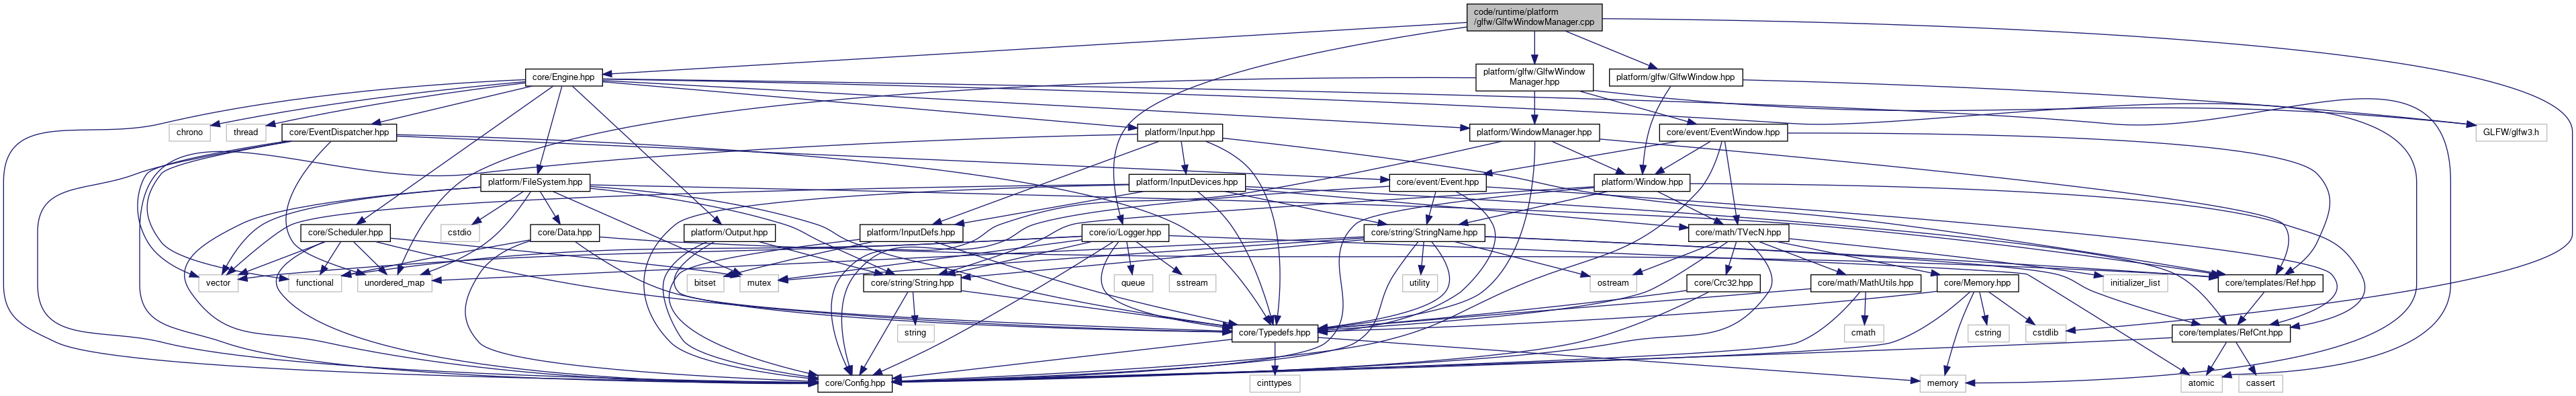 code/runtime/platform
/glfw/GlfwWindowManager.cpp
core/Engine.hpp
platform/glfw/GlfwWindow
Manager.hpp
platform/glfw/GlfwWindow.hpp
chrono
thread
core/EventDispatcher.hpp
platform/Input.hpp
platform/WindowManager.hpp
core/event/EventWindow.hpp
GLFW/glfw3.h
platform/FileSystem.hpp
platform/InputDevices.hpp
core/event/Event.hpp
platform/Window.hpp
cstdio
core/Scheduler.hpp
core/Data.hpp
platform/Output.hpp
platform/InputDefs.hpp
core/io/Logger.hpp
core/string/StringName.hpp
core/math/TVecN.hpp
vector
functional
unordered_map
bitset
mutex
core/string/String.hpp
queue
sstream
utility
ostream
core/Crc32.hpp
core/math/MathUtils.hpp
core/Memory.hpp
initializer_list
core/templates/Ref.hpp
string
core/Typedefs.hpp
cmath
cstring
cstdlib
core/templates/RefCnt.hpp
core/Config.hpp
cinttypes
memory
atomic
cassert